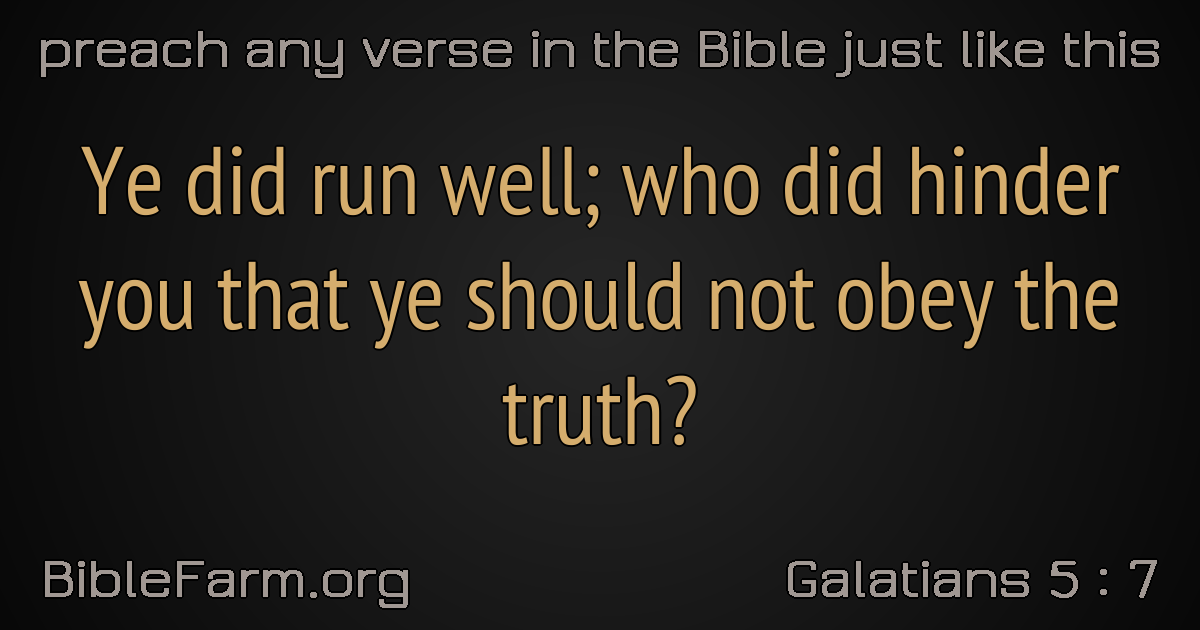 preach any verse in the Bible just like this
Ye did run well; who did hinder
you that ye should not obey the
truth?
BibleFarm.org
Galatians 5 : 7